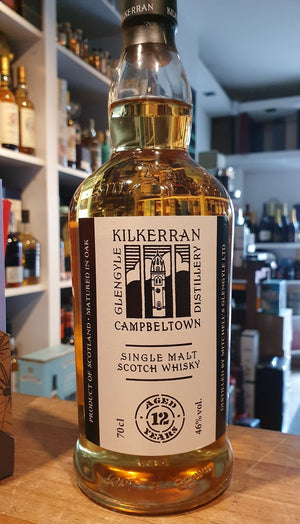 KILKERRAN
KILKERRAN
GLENGYLE
DISTILLERY
CAMPBELTOWN
SINGLE MALT
SCOTCH WHISKY
AGED
12
YEARS
70cl
46% vol.
PRODUCT OF SCOTLAND • MATURED IN OAK
DISTILLED BY MITCHELL'S GLENGYLE LTD